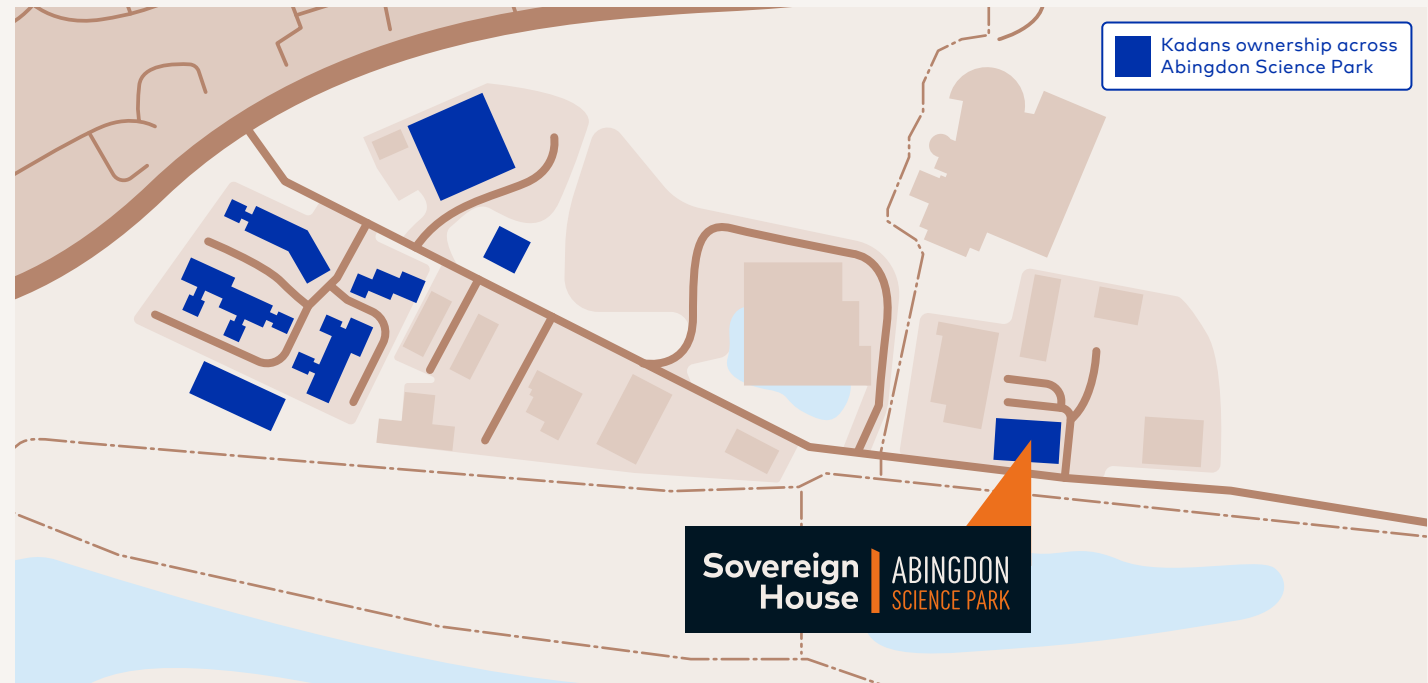 Kadans ownership across
Abingdon Science Park
Sovereign
House
ABINGDON
SCIENCE PARK